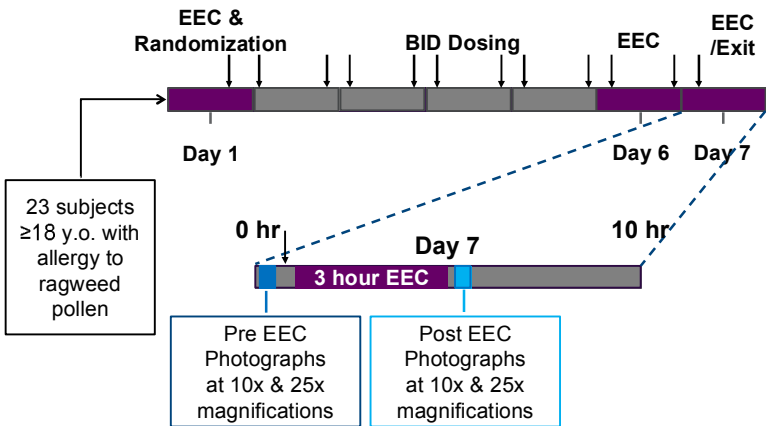 EEC &
Randomization
BID Dosing
EEC
EEC
/Exit
Day 1
Day 6
Day 7
23 subjects
≥18 y.o. with
allergy to
ragweed
pollen
0 hr
Day 7
10 hr
3 hour EEC
Pre EEC
Photographs
at 10x & 25x
magnifications
Post EEC
Photographs
at 10x & 25x
magnifications